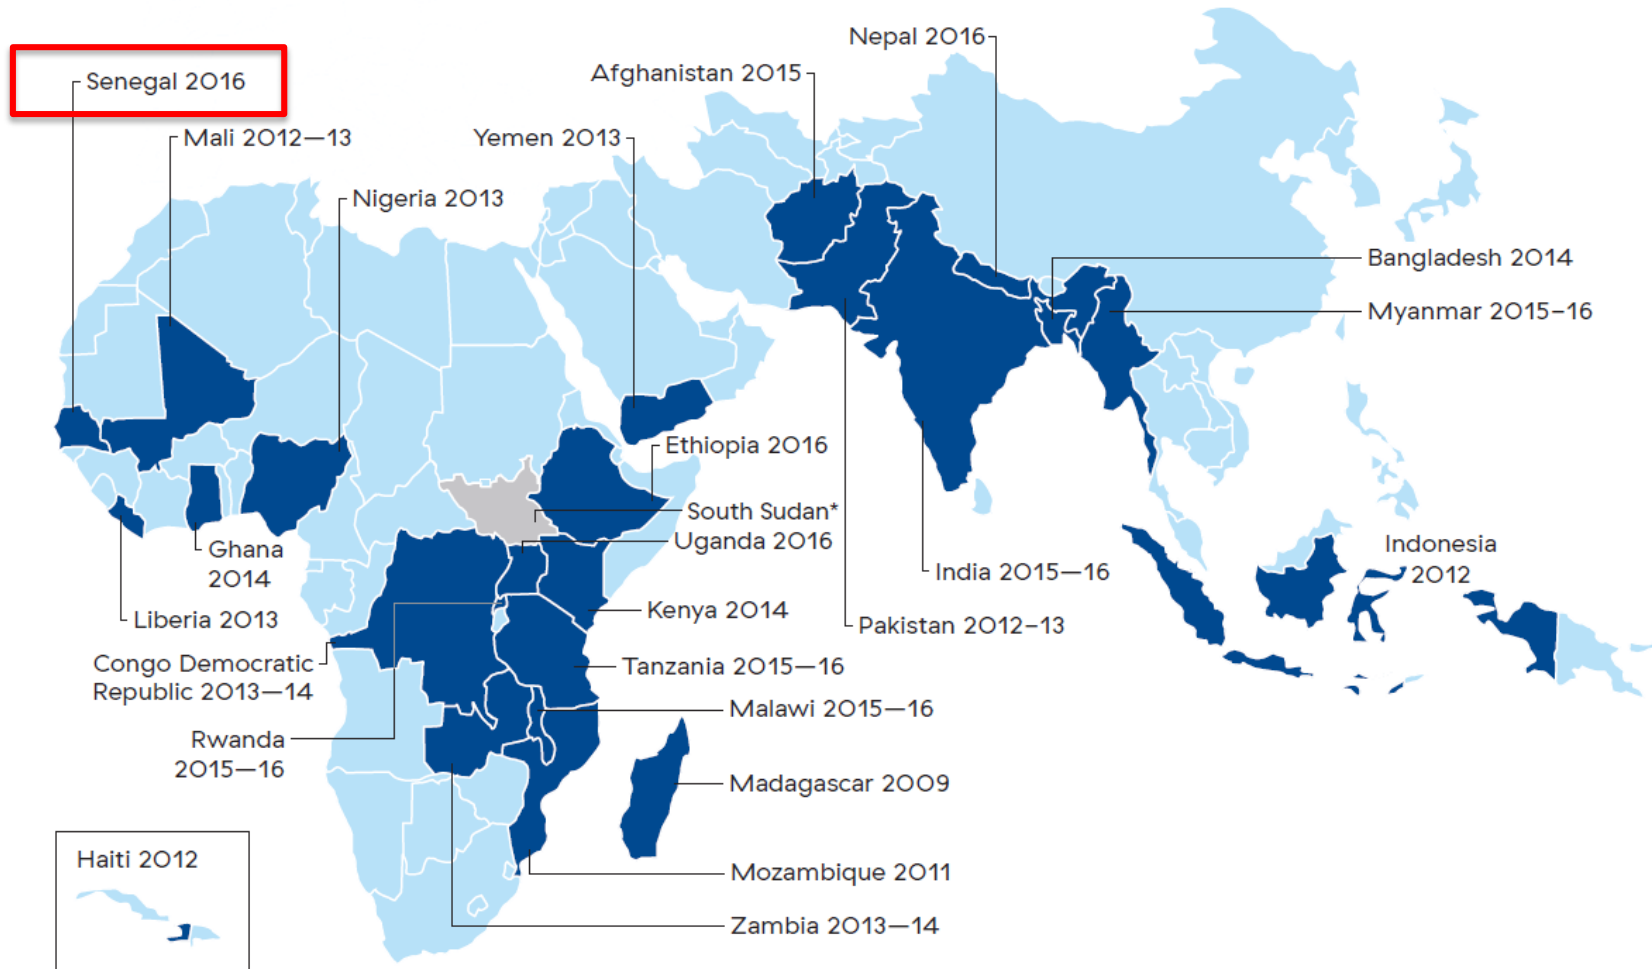 Nepal 2016
Afghanistan 2015
Senegal 2016
Mali 2012–13
Yemen 2013
Nigeria 2013
Bangladesh 2014
Myanmar 2015-16
Ethiopia 2016
South Sudan*
Uganda 2016
Ghana
2014
Indonesia
2012
India 2015–16
Kenya 2014
Liberia 2013
Pakistan 2012-13
Congo Democratic
Republic 2013–14
Tanzania 2015–16
Malawi 2015–16
Rwanda
2015–16
Madagascar 2009
Haiti 2012
Mozambique 2011
Zambia 2013–14